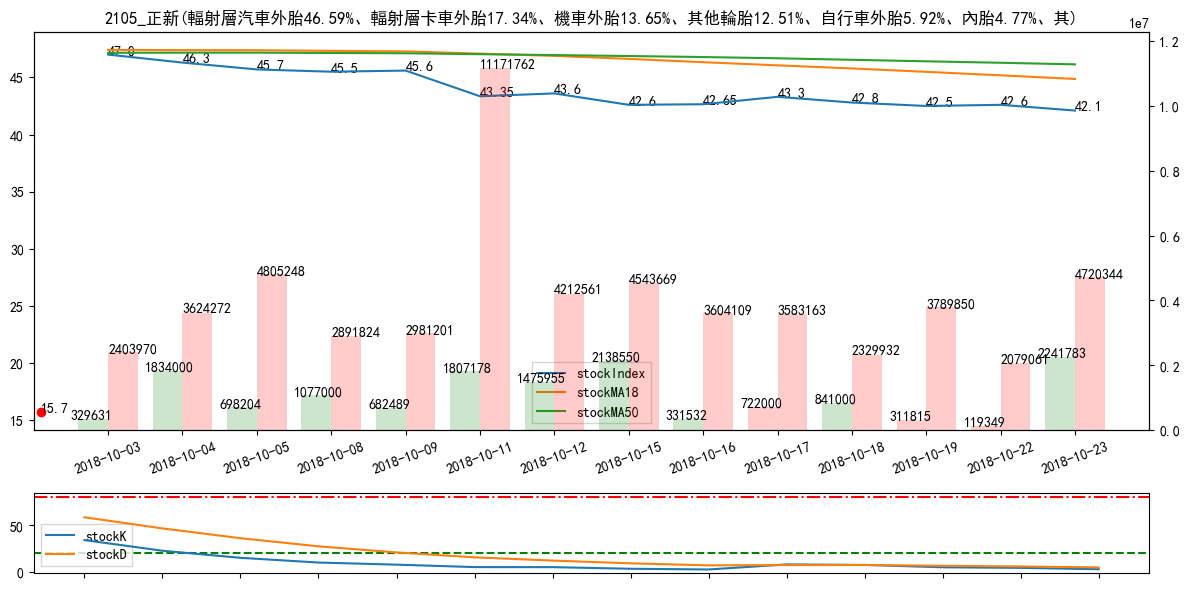 2105_正新(輻射層汽車外胎46.59%、輻射層卡車外胎17.34%、機車外胎13.65%、其他輪胎12.51%、自行車外胎5.92%、內胎4.77%、其)
1e7
47.0 46.3 45.7 45.5 45.6 43.35 43.6 42.6 42.65 43.3 42.8 42.5 42.6 42.1
11171762
45
40
35
30
25
20
15
1.2
1.0
0.8
0.6
0.4
0.2
0.0
2403970 3624272 4805248 2891824 2981201 4212561 4543669 3604109 3583163 2329932 3789850 2079061 4720344
329631 1834000 698204 1077000 682489 1807178 1475955 2138550 331532 722000 841000 311815 119349 2241783
15.7
stockIndex
stockMA18
stockMA50
2018-10-03 2018-10-04 2018-10-05 2018-10-08 2018-10-09 2018-10-11 2018-10-12 2018-10-15 2018-10-16 2018-10-17 2018-10-18 2018-10-19 2018-10-22 2018-10-23
50
0
stockK
stockD